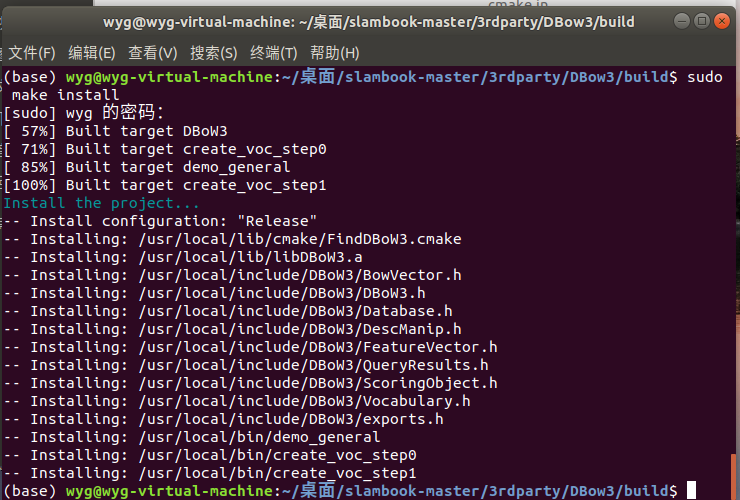 cmake.in
wyg@wyg-virtual-machine: ~/桌面/slambook-master/3rdparty/DBow3/build
文件(F) 编辑(E) 查看(V) 搜索(S) 终端(T) 帮助(H)
(base) wyg@wyg-virtual-machine:~/桌面/slambook-master/3rdparty/DBow3/build$ sudo
make install
[sudo] wyg 的密码：
[ 57%] Built target DBoW3
[ 71%] Built target create_voc_step0
[ 85%] Built target demo_general
[100%] Built target create_voc_step1
Install the project...
-- Install configuration: "Release"
-- Installing: /usr/local/lib/cmake/FindDBoW3.cmake
-- Installing: /usr/local/lib/libDBoW3.a
-- Installing: /usr/local/include/DBoW3/BowVector.h
-- Installing: /usr/local/include/DBoW3/DBoW3.h
-- Installing: /usr/local/include/DBoW3/Database.h
-- Installing: /usr/local/include/DBoW3/DescManip.h
-- Installing: /usr/local/include/DBoW3/FeatureVector.h
-- Installing: /usr/local/include/DBoW3/QueryResults.h
-- Installing: /usr/local/include/DBoW3/ScoringObject.h
-- Installing: /usr/local/include/DBoW3/Vocabulary.h
-- Installing: /usr/local/include/DBoW3/exports.h
-- Installing: /usr/local/bin/demo_general
-- Installing: /usr/local/bin/create_voc_step0
-- Installing: /usr/local/bin/create_voc_step1
(base) wyg@wyg-virtual-machine:~/桌面/slambook-master/3rdparty/DBow3/build$